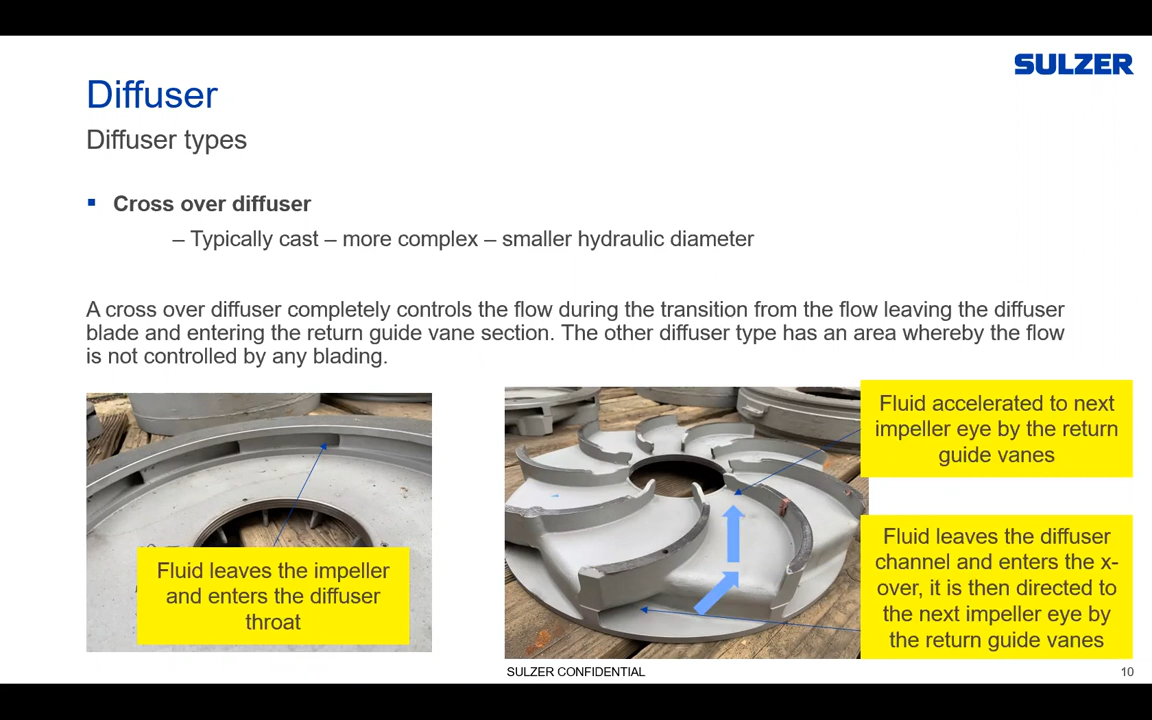 SULZER
Diffuser
Diffuser types
▪ Cross over diffuser
– Typically cast – more complex – smaller hydraulic diameter
A cross over diffuser completely controls the flow during the transition from the flow leaving the diffuser
blade and entering the return guide vane section. The other diffuser type has an area whereby the flow
is not controlled by any blading.
Fluid leaves the impeller
and enters the diffuser
throat
Fluid accelerated to next
impeller eye by the return
guide vanes
Fluid leaves the diffuser
channel and enters the x-
over, it is then directed to
the next impeller eye by
the return guide vanes
SULZER CONFIDENTIAL
10